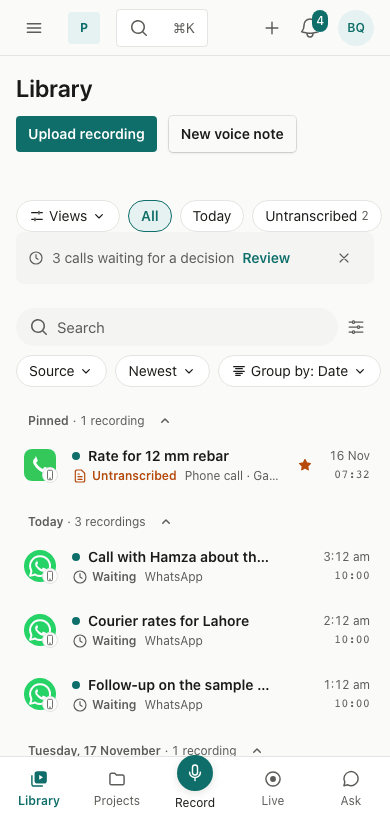 P
⌘K
4
BQ
Library
Upload recording
New voice note
Views
All
Today
Untranscribed 2
3 calls waiting for a decision Review
Search
Source
Newest
Group by: Date
Pinned · 1 recording
Rate for 12 mm rebar
16 Nov
Untranscribed Phone call · Ga...
07:32
Today · 3 recordings
Call with Hamza about th...
3:12 am
Waiting WhatsApp
10:00
Courier rates for Lahore
2:12 am
Waiting WhatsApp
10:00
Follow-up on the sample ...
1:12 am
Waiting WhatsApp
10:00
Tuesday, 17 November · 1 recording
Library
Projects
Record
Live
Ask